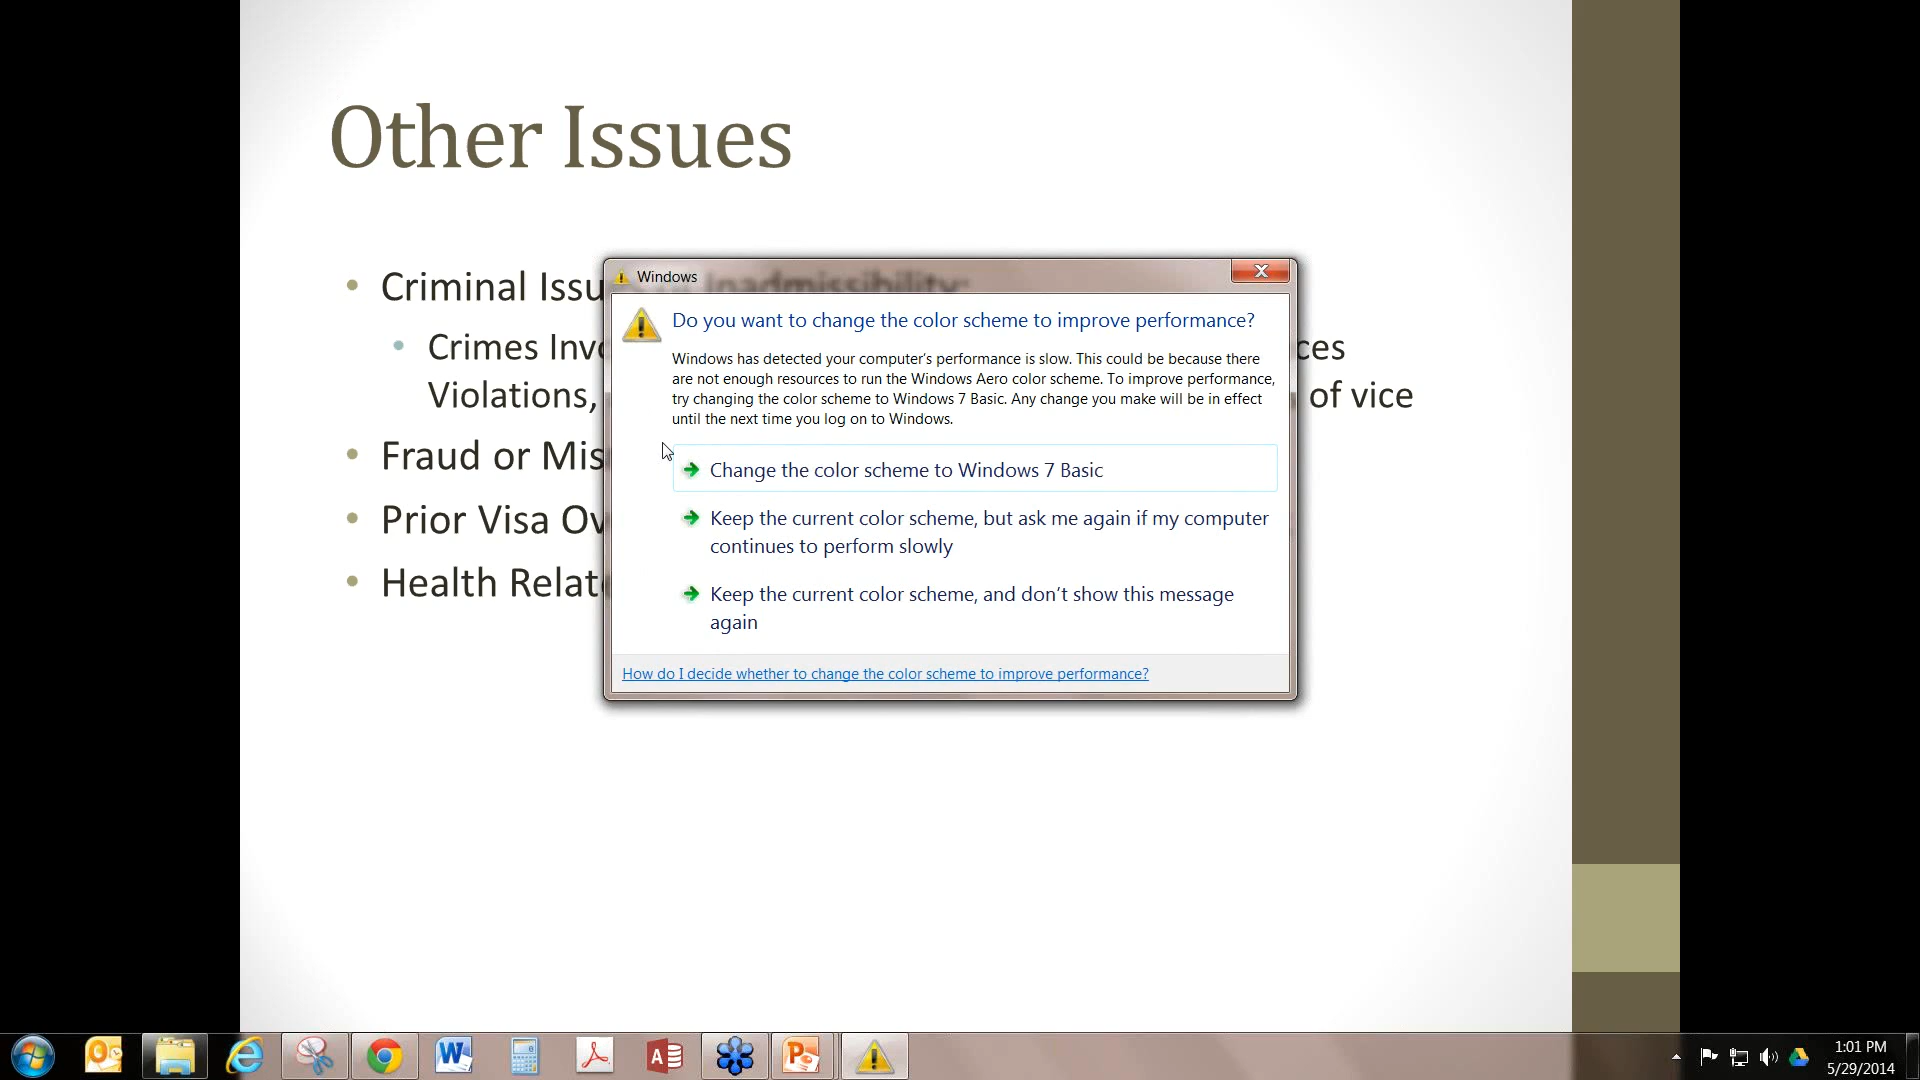 Other Issues
Criminal Issu
Inadmissibility:
Crimes Inv
ces
Violations,
of vice
Fraud or Mis
Prior Visa Ov
Health Relat
Windows
Do you want to change the color scheme to improve performance?
Windows has detected your computer's performance is slow. This could be because there
are not enough resources to run the Windows Aero color scheme. To improve performance,
try changing the color scheme to Windows 7 Basic. Any change you make will be in effect
until the next time you log on to Windows.
Change the color scheme to Windows 7 Basic
Keep the current color scheme, but ask me again if my computer
continues to perform slowly
Keep the current color scheme, and don't show this message
again
How do I decide whether to change the color scheme to improve performance?
1:01 PM
5/29/2014